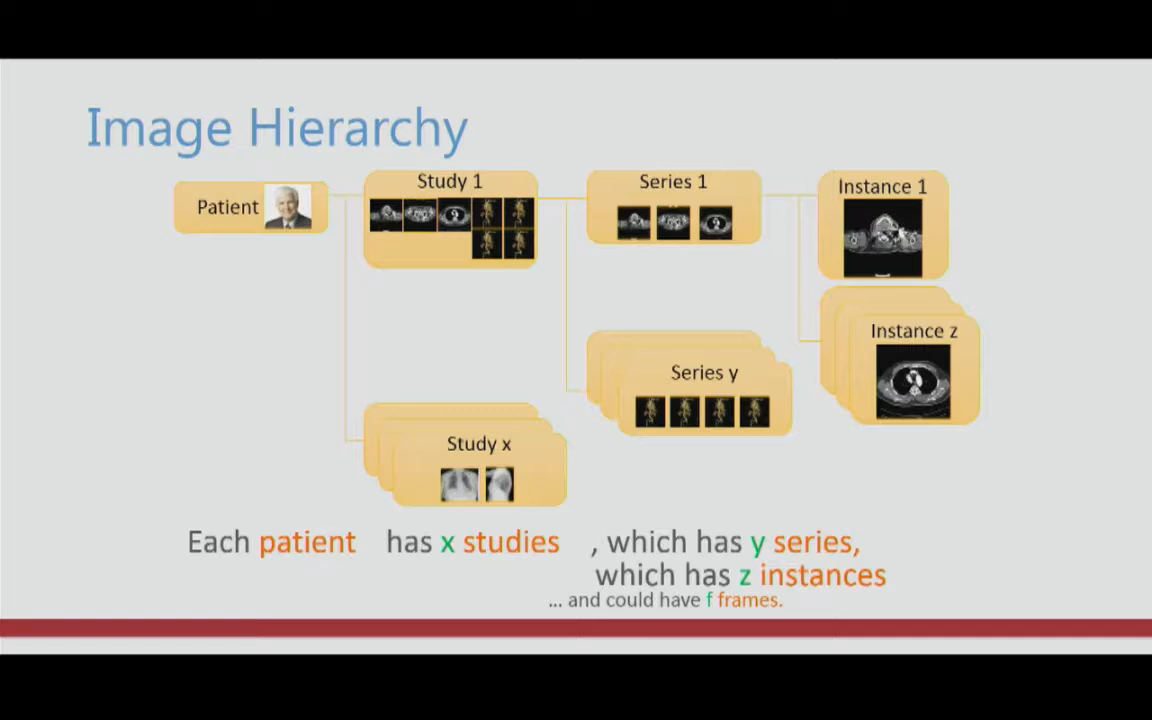 Image Hierarchy
Patient
Study 1
Series 1
Instance 1
Instance z
Series y
Study x
Each patient has x studies , which has y series,
which has z instances
... and could have f frames.